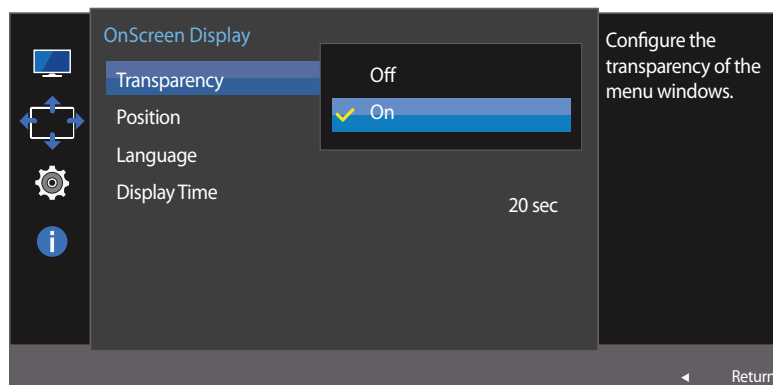 OnScreen Display
Transparency
Off
On
Position
Language
Display Time
20 sec
Configure the
transparency of the
menu windows.
Return